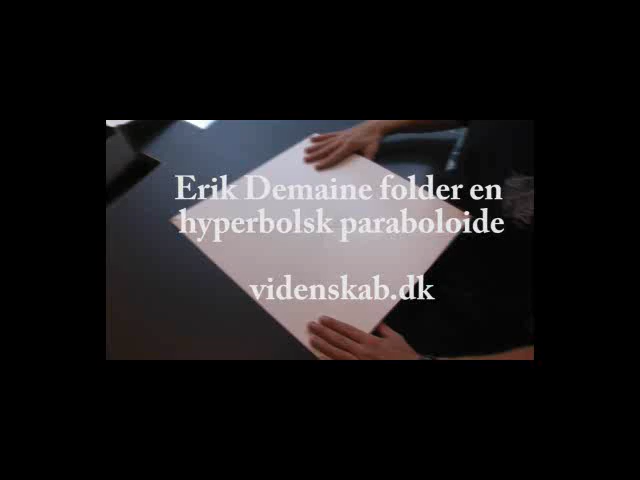 Erik Demaine folder en
hyperbolsk paraboloide
videnskab.dk